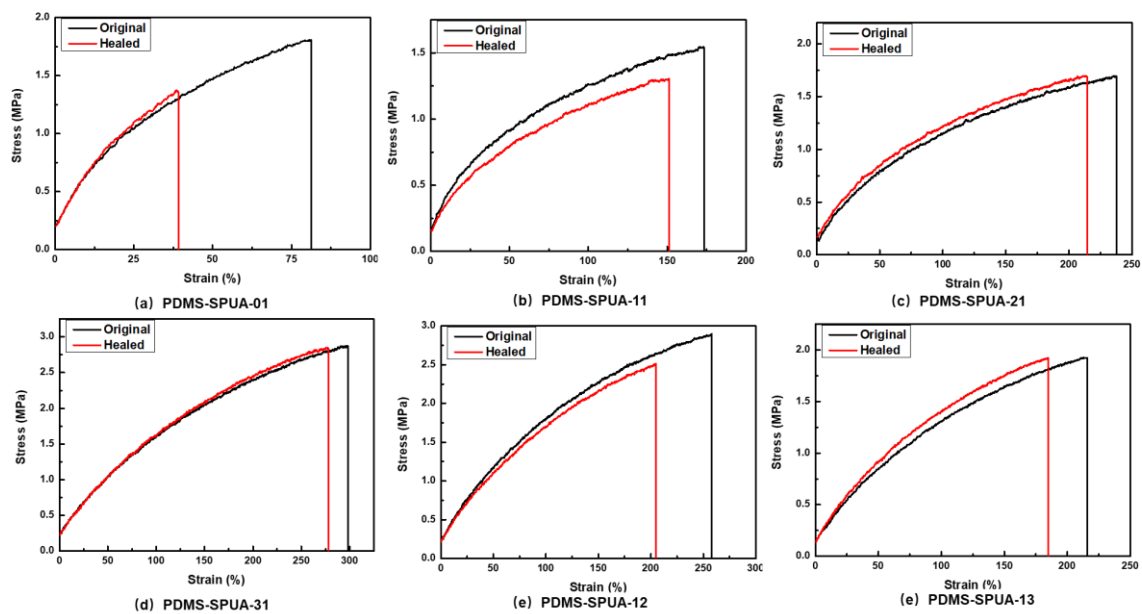 2.0
1.5
1.0
0.5
0.0
Stress (MPa)
Original
Healed
0 25 50 75 100
Strain (%)
(a) PDMS-SPUA-01
2.0
1.5
1.0
0.5
0.0
Stress (MPa)
Original
Healed
0 50 100 150 200
Strain (%)
(b) PDMS-SPUA-11
2.0
1.5
1.0
0.5
0.0
Stress (MPa)
Original
Healed
0 50 100 150 200 250
Strain (%)
(c) PDMS-SPUA-21
3.0
2.5
2.0
1.5
1.0
0.5
0.0
Stress (MPa)
Original
Healed
0 50 100 150 200 250 300
Strain (%)
(d) PDMS-SPUA-31
3.0
2.5
2.0
1.5
1.0
0.5
0.0
Stress (MPa)
Original
Healed
0 50 100 150 200 250 300
Strain (%)
(e) PDMS-SPUA-12
2.0
1.5
1.0
0.5
0.0
Stress (MPa)
Original
Healed
0 50 100 150 200 250
Strain (%)
(e) PDMS-SPUA-13